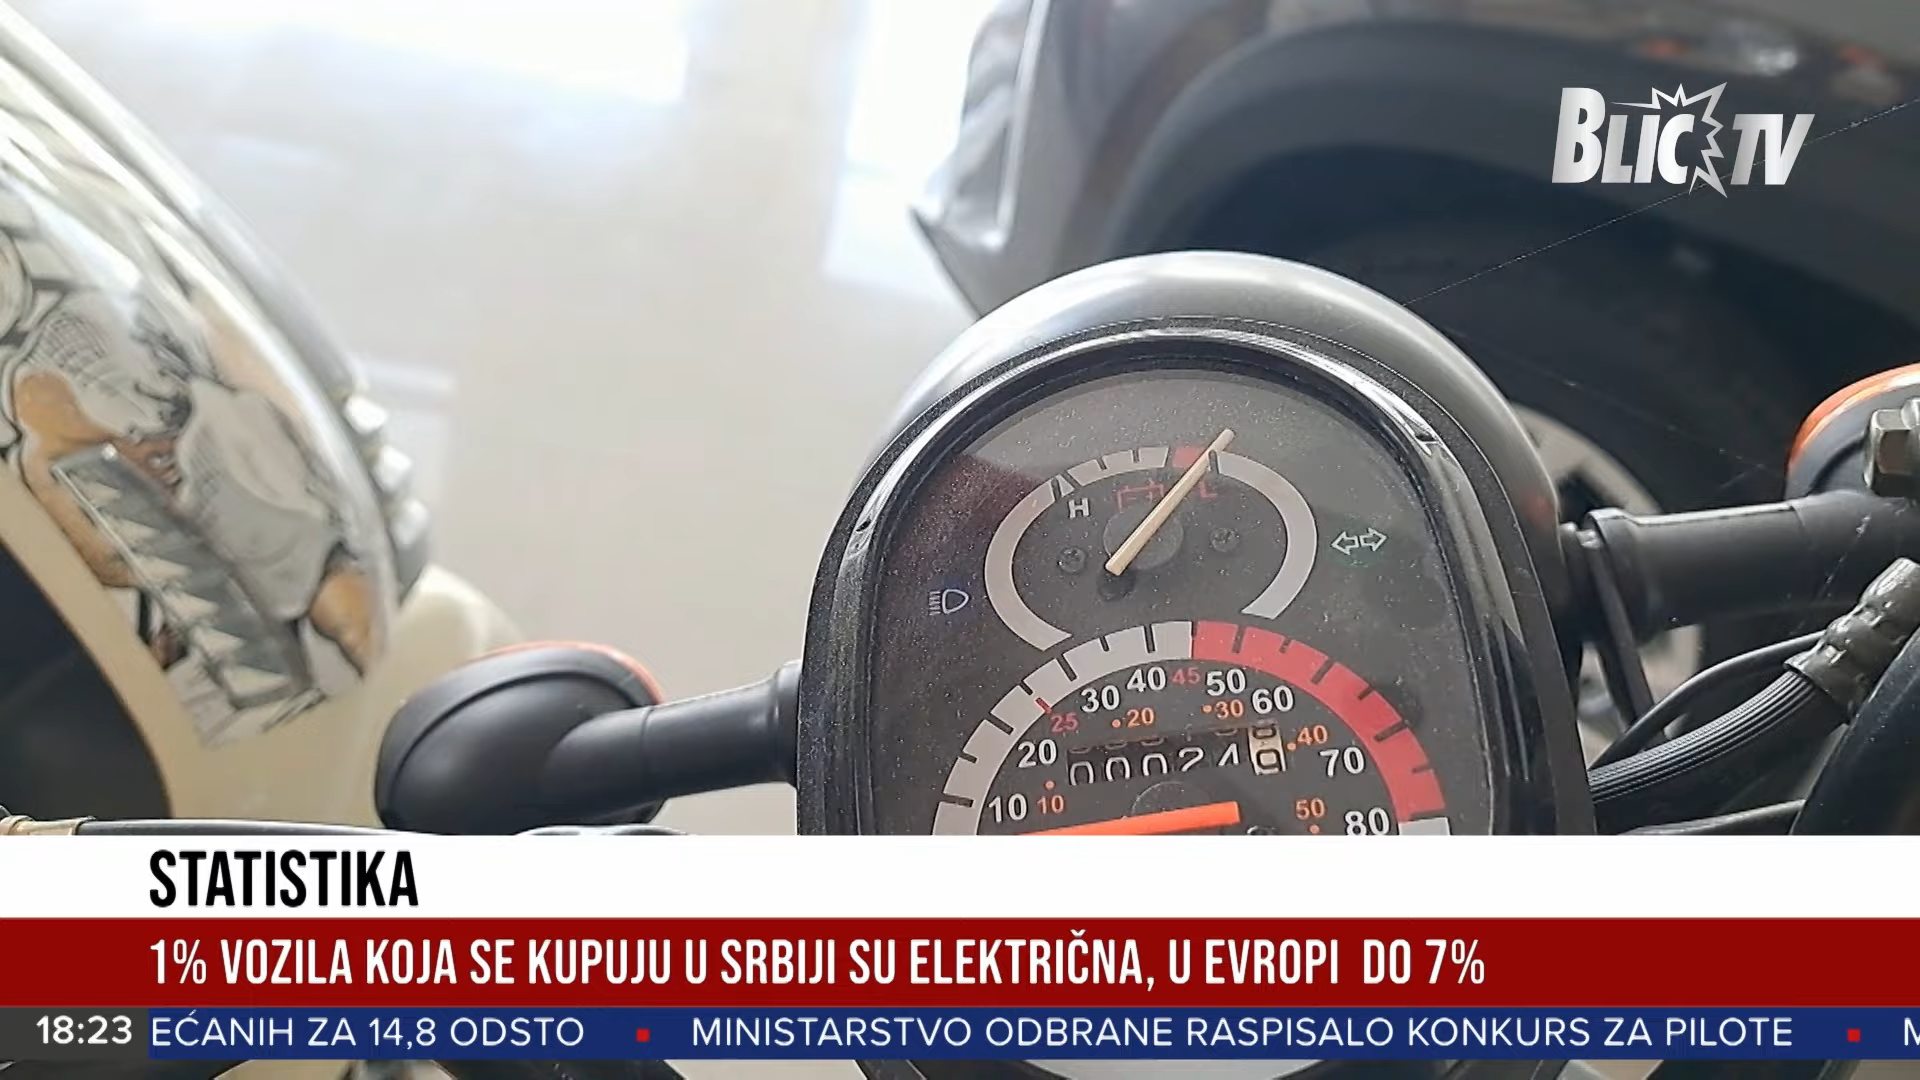 BLIC TV
H
L
30 40 45 50 60
25 20 30
20 40 70
000240
10 10 50 80
STATISTIKA
1% VOZILA KOJA SE KUPUJU U SRBIJI SU ELEKTRIČNA, U EVROPI DO 7%
18:23 EĆANIH ZA 14,8 ODSTO ▪ MINISTARSTVO ODBRANE RASPISALO KONKURS ZA PILOTE ▪ M